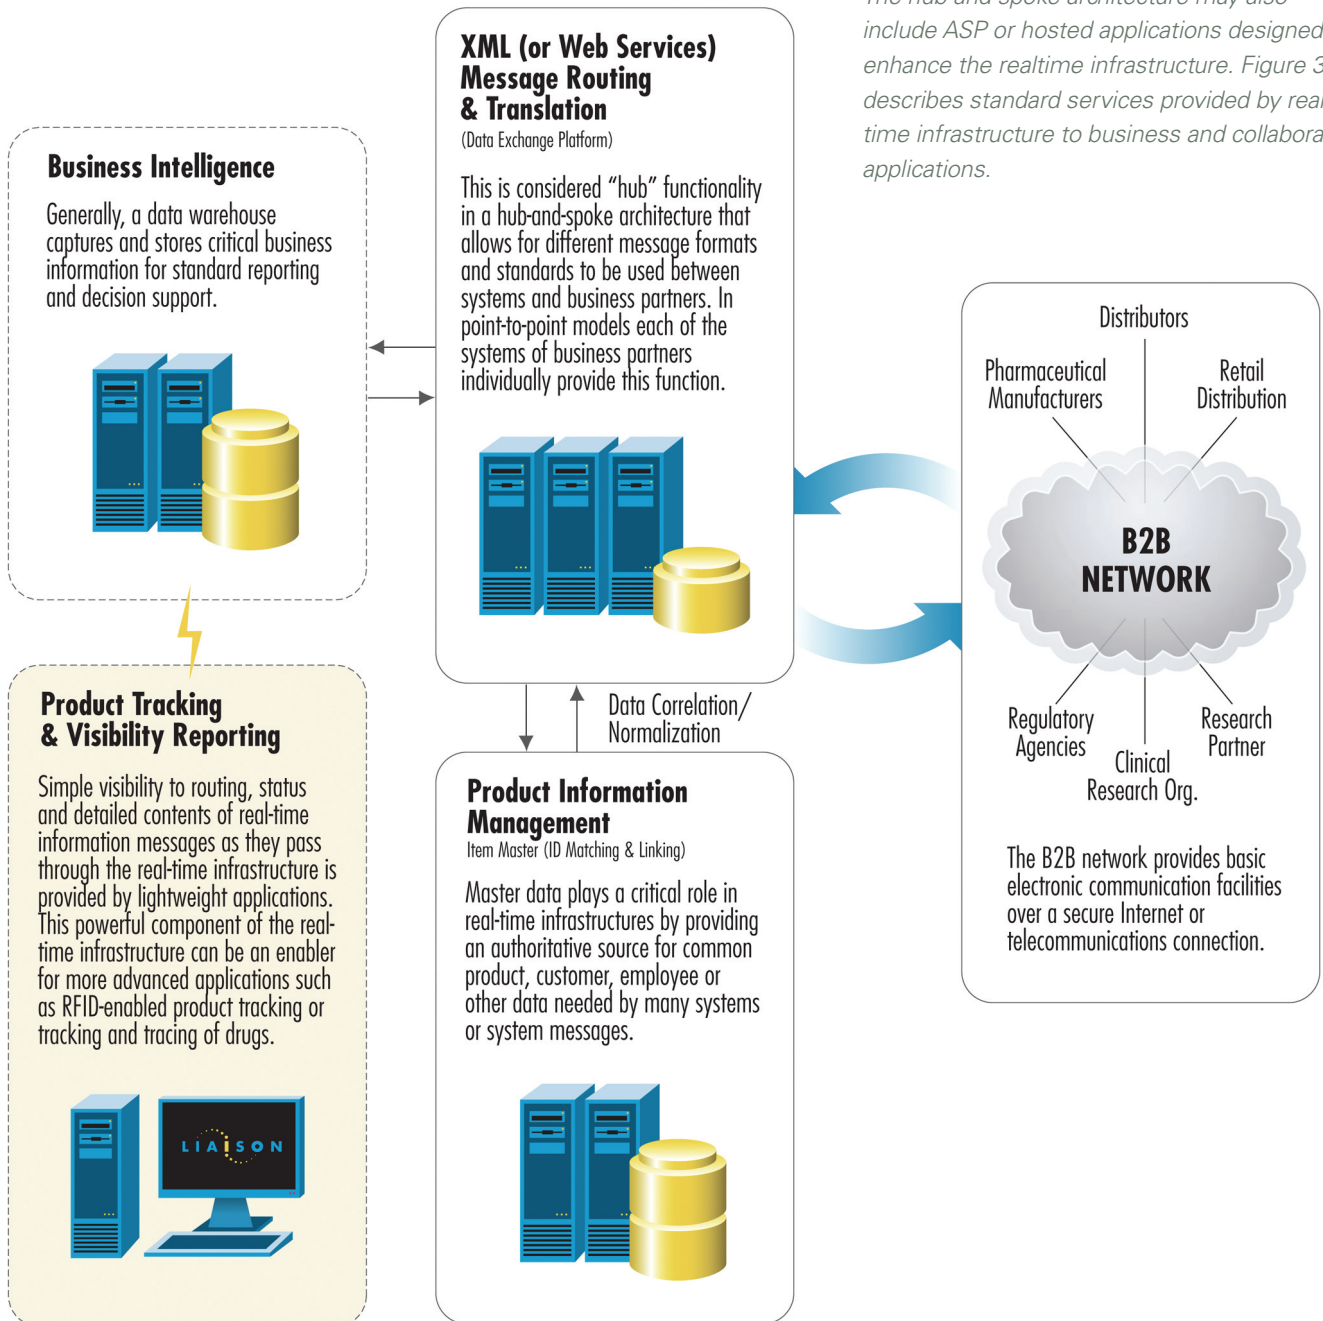 The hub and spoke architecture may also
include ASP or hosted applications designed
enhance the realtime infrastructure. Figure 3
describes standard services provided by real
time infrastructure to business and collabora
applications.
Business Intelligence
Generally, a data warehouse
captures and stores critical business
information for standard reporting
and decision support.
XML (or Web Services)
Message Routing
& Translation
(Data Exchange Platform)
This is considered “hub” functionality
in a hub-and-spoke architecture that
allows for different message formats
and standards to be used between
systems and business partners. In
point-to-point models each of the
systems of business partners
individually provide this function.
Distributors
Pharmaceutical
Manufacturers
Retail
Distribution
B2B
NETWORK
Regulatory
Agencies
Clinical
Research Org.
Research
Partner
The B2B network provides basic
electronic communication facilities
over a secure Internet or
telecommunications connection.
Product Tracking
& Visibility Reporting
Simple visibility to routing, status
and detailed contents of real-time
information messages as they pass
through the real-time infrastructure is
provided by lightweight applications.
This powerful component of the real-
time infrastructure can be an enabler
for more advanced applications such
as RFID-enabled product tracking or
tracking and tracing of drugs.
LIAISON
Data Correlation/
Normalization
Product Information
Management
Item Master (ID Matching & Linking)
Master data plays a critical role in
real-time infrastructures by providing
an authoritative source for common
product, customer, employee or
other data needed by many systems
or system messages.